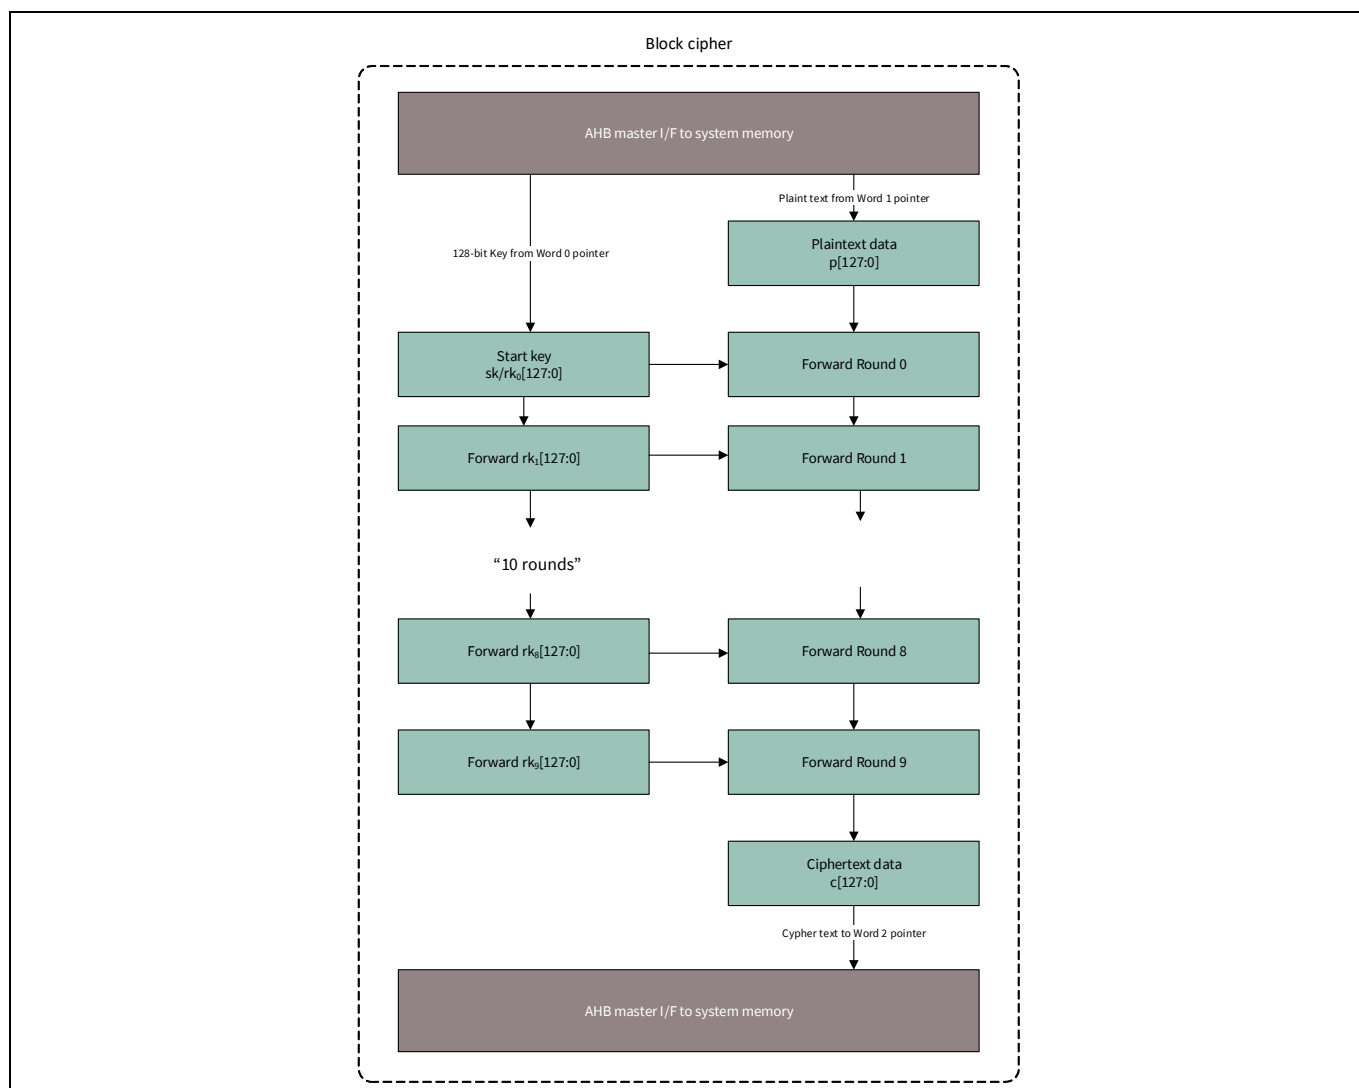 Block cipher
AHB master I/F to system memory
Plaint text from Word 1 pointer
Plaintext data
p[127:0]
128-bit Key from Word 0 pointer
Start key
sk/rk₀[127:0]
Forward Round 0
Forward rk₁[127:0]
Forward Round 1
“10 rounds”
Forward rk₈[127:0]
Forward Round 8
Forward rk₉[127:0]
Forward Round 9
Ciphertext data
c[127:0]
Cypher text to Word 2 pointer
AHB master I/F to system memory